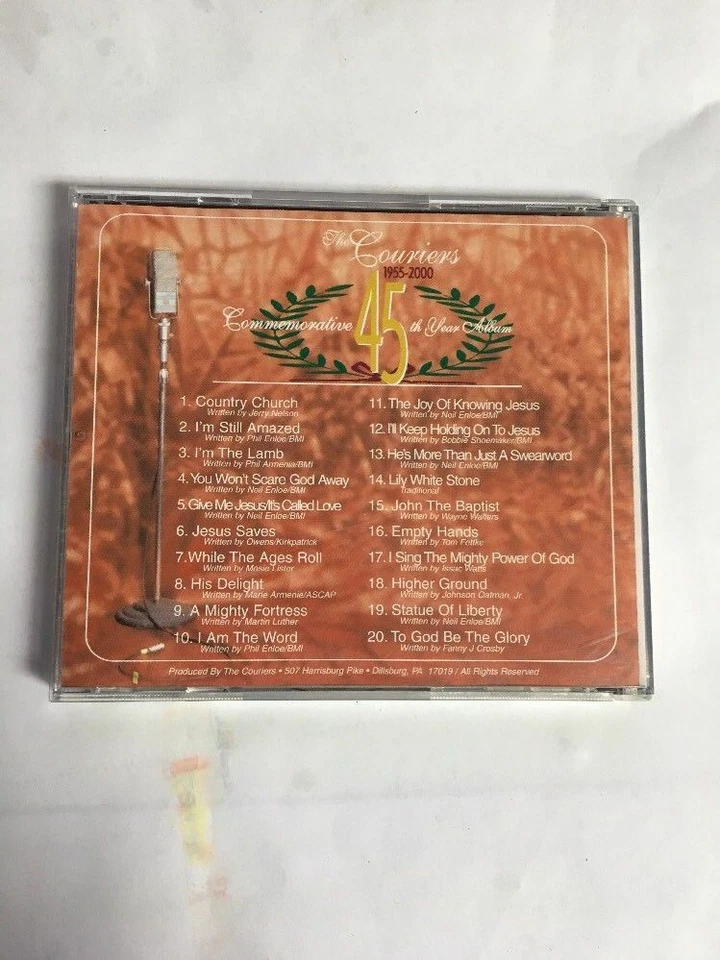 The Couriers
1955-2000
Commemorative 45th Year Album
1. Country Church
Written by Jerry Nelson
2. I'm Still Amazed
Written by Phil Enloe/BMI
3. I'm The Lamb
Written by Phil Armenia/BMI
4. You Won't Scare God Away
Written by Neil Enloe/BMI
5. Give Me Jesus/It's Called Love
Written by Neil Enloe/BMI
6. Jesus Saves
Written by Owens/Kirkpatrick
7. While The Ages Roll
Written by Mosie Lister
8. His Delight
Written by Marie Armenie/ASCAP
9. A Mighty Fortress
Written by Martin Luther
10. I Am The Word
Written by Phil Enloe/BMI
11. The Joy Of Knowing Jesus
Written by Neil Enloe/BMI
12. I'll Keep Holding On To Jesus
Written by Bobbie Shoemaker/BMI
13. He's More Than Just A Swearword
Written by Neil Enloe/BMI
14. Lily White Stone
Traditional
15. John The Baptist
Written by Wayne Walters
16. Empty Hands
Written by Tom Fettke
17. I Sing The Mighty Power Of God
Written by Issac Watts
18. Higher Ground
Written by Johnson Oatman, Jr.
19. Statue Of Liberty
Written by Neil Enloe/BMI
20. To God Be The Glory
Written by Fanny J Crosby
Produced By The Couriers • 507 Harrisburg Pike • Dillsburg, PA 17019 / All Rights Reserved